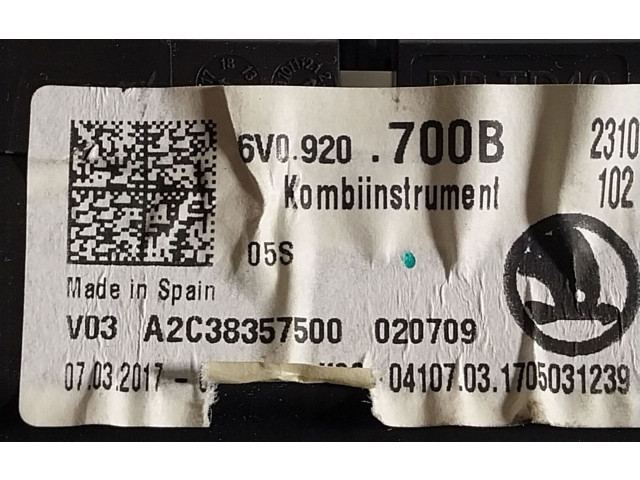 6V0.920 .700B 2310
Kombiinstrument 102
05S
Made in Spain
V03 A2C38357500 020709
07.03.2017 - 04107.03.1705031239